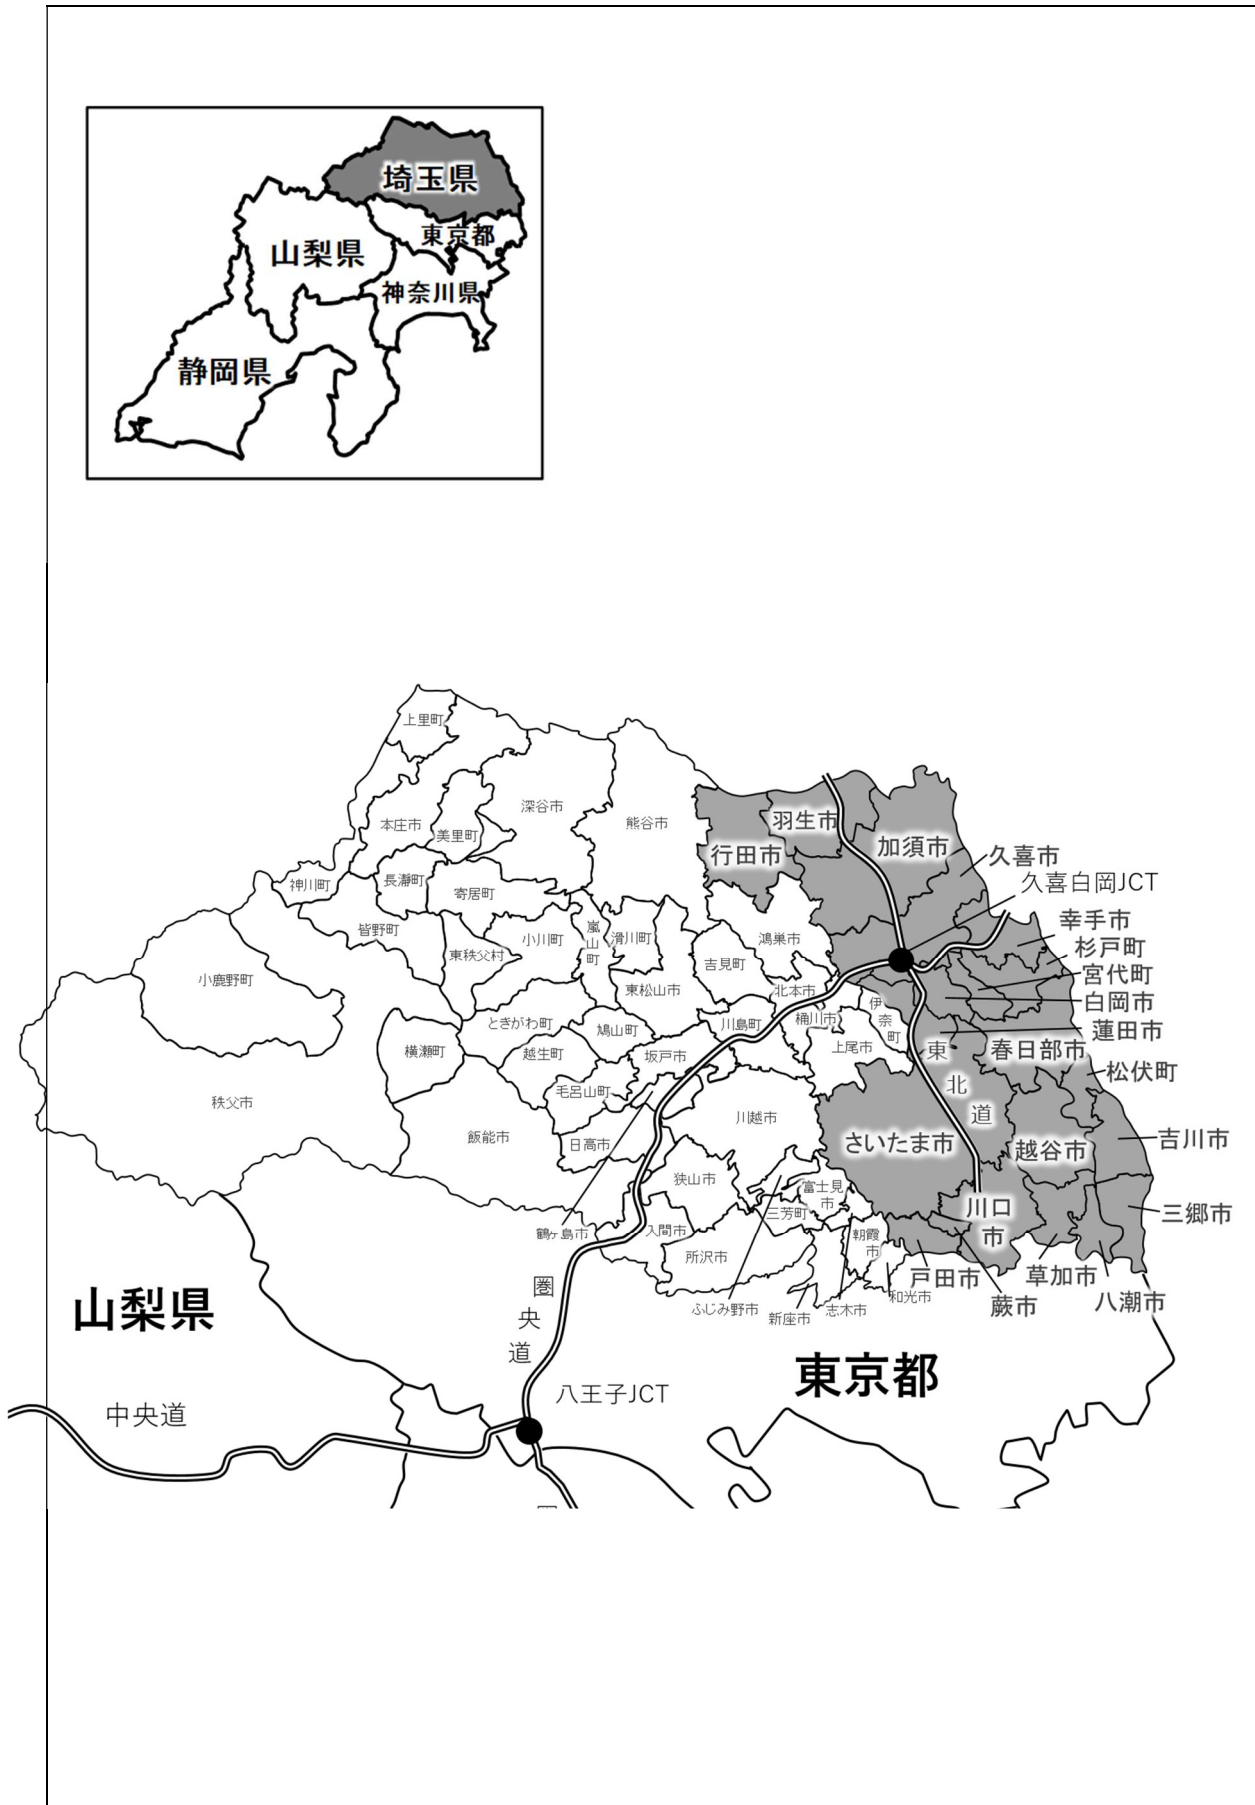 埼玉県
東京都
山梨県
神奈川県
静岡県
上里町
深谷市
熊谷市
羽生市
本庄市
美里町
行田市
加須市
久喜市
久喜白岡JCT
神川町
長瀞町
寄居町
幸手市
皆野町
東秩父村
小川町
嵐山町
滑川町
鴻巣市
杉戸町
吉見町
宮代町
小鹿野町
東松山市
北本市
伊奈町
白岡市
ときがわ町
鳩山町
川島町
桶川市
蓮田市
横瀬町
越生町
坂戸市
上尾市
東北道
春日部市
松伏町
毛呂山町
秩父市
飯能市
日高市
川越市
さいたま市
越谷市
吉川市
狭山市
富士見市
川口市
三郷市
三芳町
鶴ヶ島市
入間市
朝霞市
所沢市
戸田市
草加市
圏央道
ふじみ野市
新座市
志木市
和光市
蕨市
八潮市
山梨県
東京都
八王子JCT
中央道